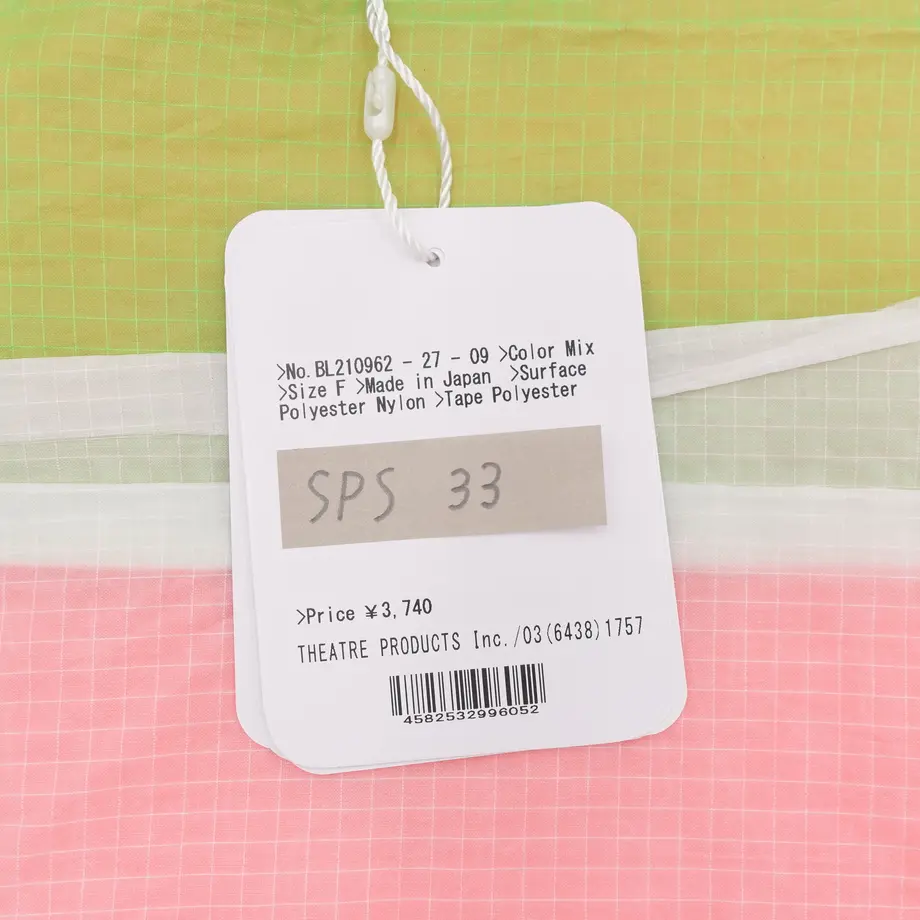 >No.BL210962 - 27 - 09 >Color Mix
>Size F >Made in Japan >Surface
Polyester Nylon >Tape Polyester
SPS 33
>Price ¥3,740
THEATRE PRODUCTS Inc./03(6438)1757
4582532996052